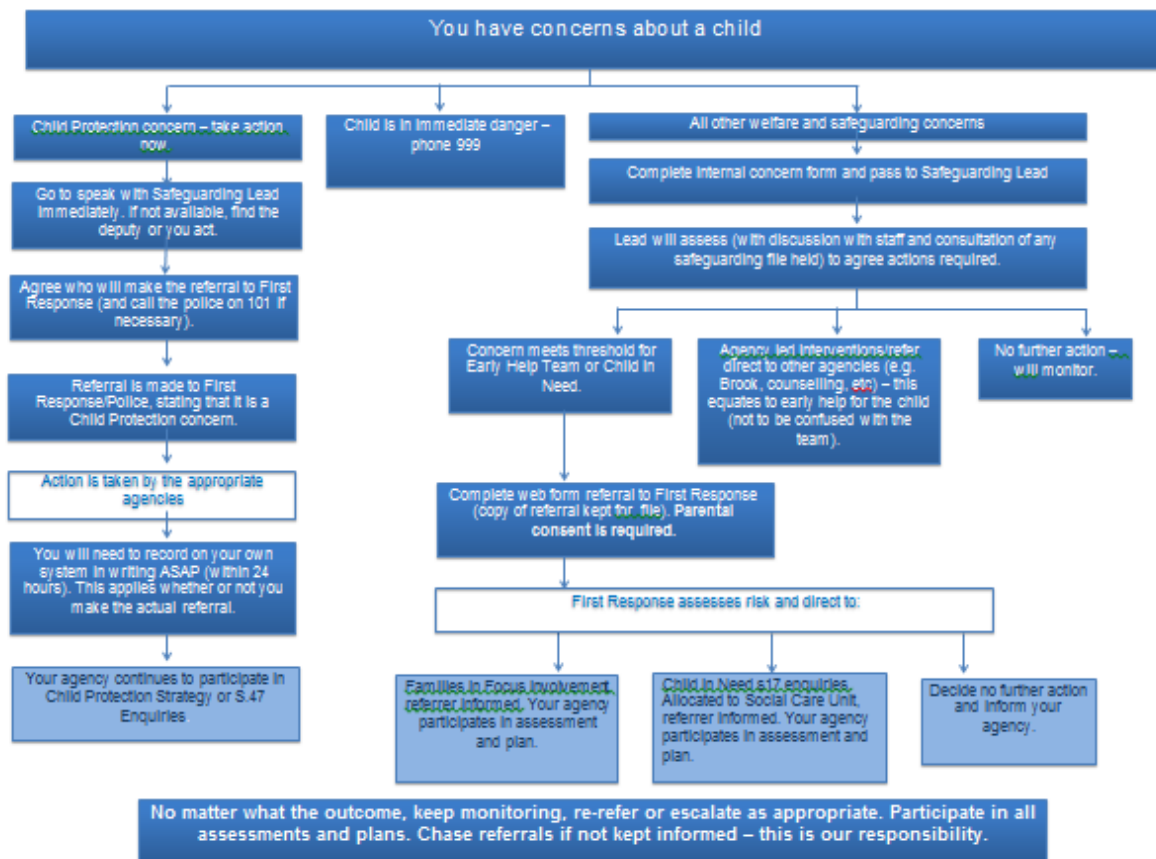 You have concerns about a child
Child Protection concern – take action
now.
Go to speak with Safeguarding Lead
immediately. If not available, find the
deputy or you act.
Agree who will make the referral to First
Response (and call the police on 101 if
necessary).
Referral is made to First
Response/Police, stating that it is a
Child Protection concern.
Action is taken by the appropriate
agencies
You will need to record on your own
system in writing ASAP (within 24
hours). This applies whether or not you
make the actual referral.
Your agency continues to participate in
Child Protection Strategy or S.47
Enquiries.
Child is in immediate danger –
phone 999
All other welfare and safeguarding concerns
Complete internal concern form and pass to Safeguarding Lead
Lead will assess (with discussion with staff and consultation of any
safeguarding file held) to agree actions required.
Concern meets threshold for
Early Help Team or Child in
Need.
Agency led interventions/refer
direct to other agencies (e.g.
Brook, counselling, etc) – this
equates to early help for the child
(not to be confused with the
team).
No further action –
will monitor.
Complete web form referral to First Response
(copy of referral kept for file). Parental
consent is required.
First Response assesses risk and direct to:
Families in Focus involvement,
referrer informed. Your agency
participates in assessment
and plan.
Child in Need s17 enquiries.
Allocated to Social Care Unit,
referrer informed. Your agency
participates in assessment and
plan.
Decide no further action
and inform your
agency.
No matter what the outcome, keep monitoring, re-refer or escalate as appropriate. Participate in all
assessments and plans. Chase referrals if not kept informed – this is our responsibility.